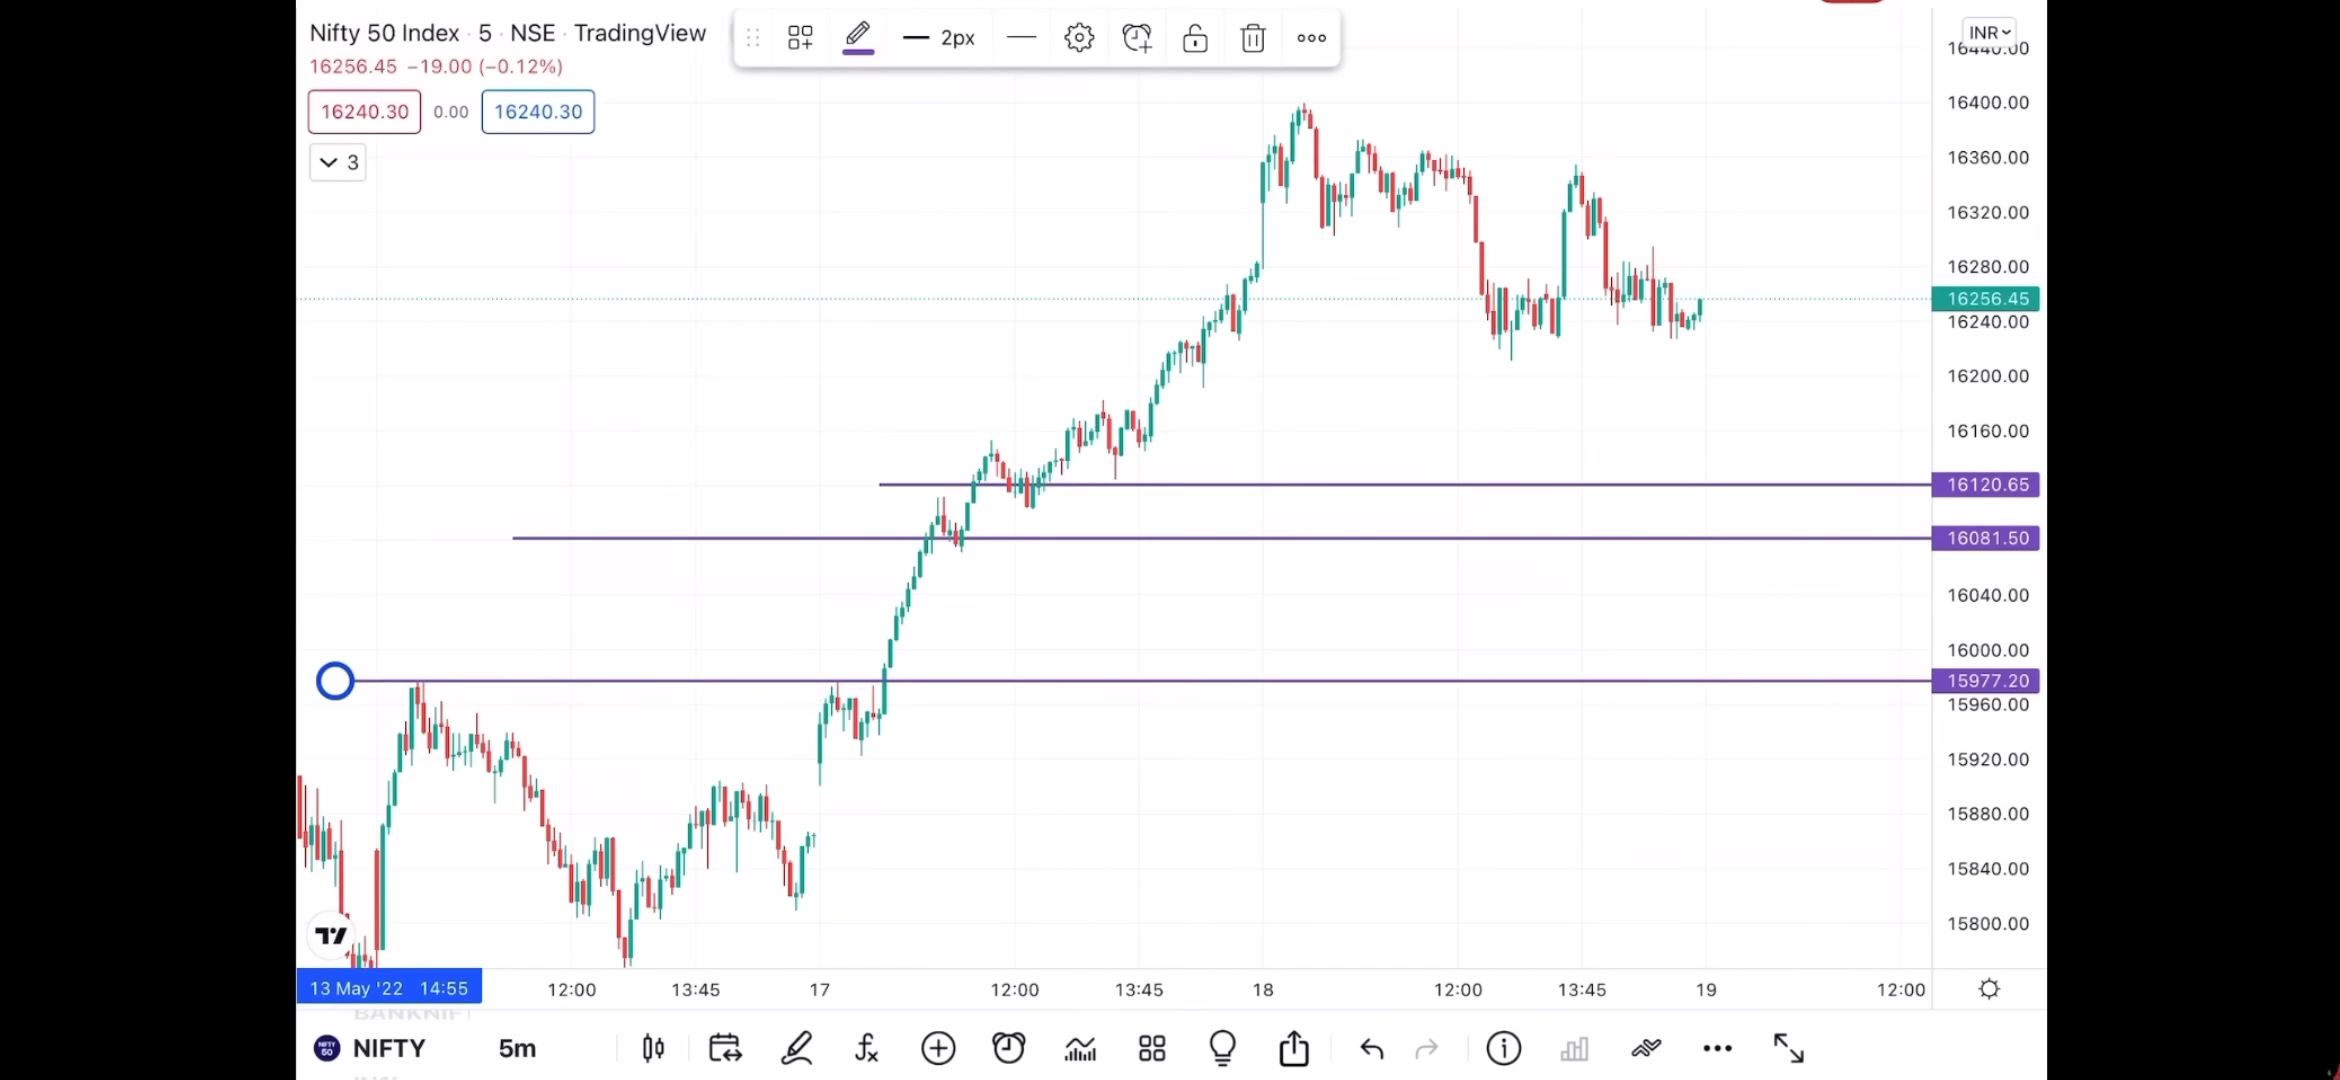 Nifty 50 Index · 5 · NSE · TradingView
2px
INR
16256.45 −19.00 (−0.12%)
16240.30 0.00 16240.30
3
16440.00
16400.00
16360.00
16320.00
16280.00
16256.45
16240.00
16200.00
16160.00
16120.65
16081.50
16040.00
16000.00
15977.20
15960.00
15920.00
15880.00
15840.00
15800.00
13 May '22 14:55 12:00 13:45 17 12:00 13:45 18 12:00 13:45 19 12:00
NIFTY 50 NIFTY 5m